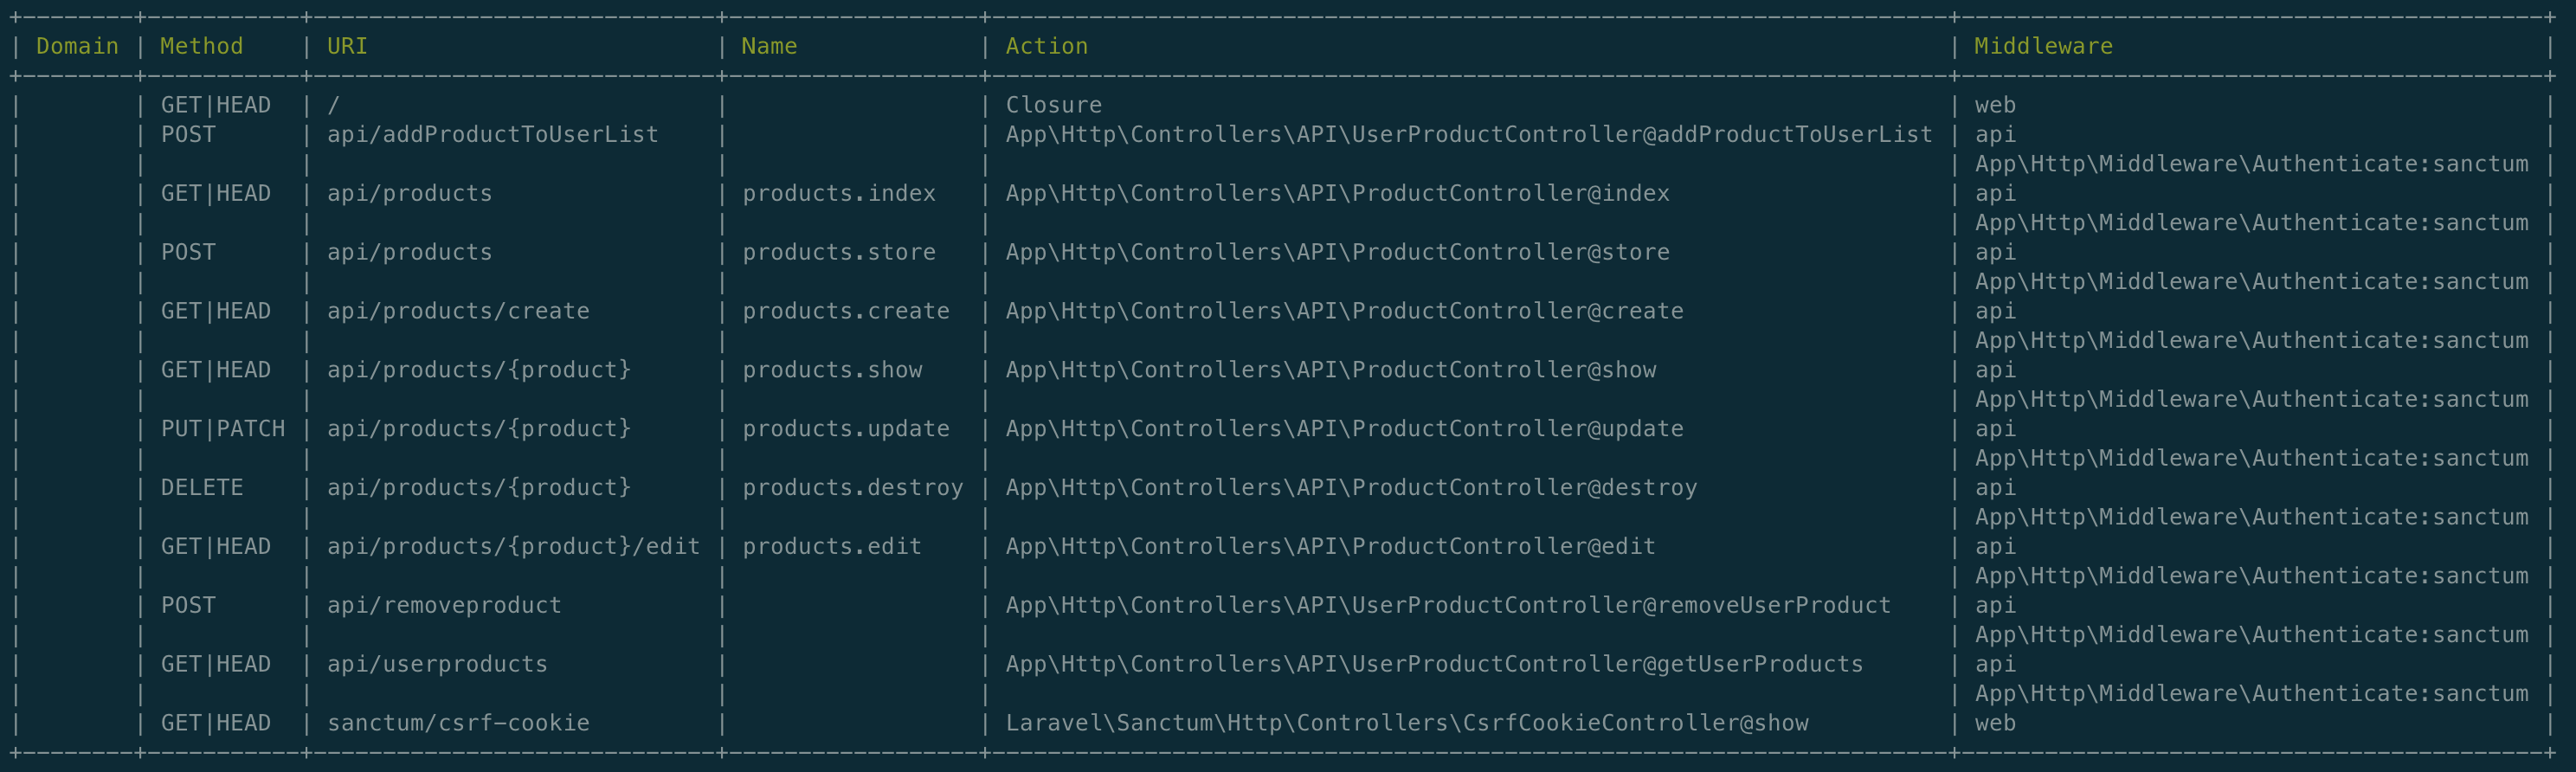 +--------+-----------+-----------------------------+------------------+---------------------------------------------------------------------+------------------------------------------+
| Domain | Method    | URI                         | Name             | Action                                                              | Middleware                               |
+--------+-----------+-----------------------------+------------------+---------------------------------------------------------------------+------------------------------------------+
|        | GET|HEAD  | /                           |                  | Closure                                                             | web                                      |
|        | POST      | api/addProductToUserList    |                  | App\Http\Controllers\API\UserProductController@addProductToUserList | api                                      |
|        |           |                             |                  |                                                                     | App\Http\Middleware\Authenticate:sanctum |
|        | GET|HEAD  | api/products                | products.index   | App\Http\Controllers\API\ProductController@index                    | api                                      |
|        |           |                             |                  |                                                                     | App\Http\Middleware\Authenticate:sanctum |
|        | POST      | api/products                | products.store   | App\Http\Controllers\API\ProductController@store                    | api                                      |
|        |           |                             |                  |                                                                     | App\Http\Middleware\Authenticate:sanctum |
|        | GET|HEAD  | api/products/create         | products.create  | App\Http\Controllers\API\ProductController@create                   | api                                      |
|        |           |                             |                  |                                                                     | App\Http\Middleware\Authenticate:sanctum |
|        | GET|HEAD  | api/products/{product}      | products.show    | App\Http\Controllers\API\ProductController@show                     | api                                      |
|        |           |                             |                  |                                                                     | App\Http\Middleware\Authenticate:sanctum |
|        | PUT|PATCH | api/products/{product}      | products.update  | App\Http\Controllers\API\ProductController@update                   | api                                      |
|        |           |                             |                  |                                                                     | App\Http\Middleware\Authenticate:sanctum |
|        | DELETE    | api/products/{product}      | products.destroy | App\Http\Controllers\API\ProductController@destroy                  | api                                      |
|        |           |                             |                  |                                                                     | App\Http\Middleware\Authenticate:sanctum |
|        | GET|HEAD  | api/products/{product}/edit | products.edit    | App\Http\Controllers\API\ProductController@edit                     | api                                      |
|        |           |                             |                  |                                                                     | App\Http\Middleware\Authenticate:sanctum |
|        | POST      | api/removeproduct           |                  | App\Http\Controllers\API\UserProductController@removeUserProduct    | api                                      |
|        |           |                             |                  |                                                                     | App\Http\Middleware\Authenticate:sanctum |
|        | GET|HEAD  | api/userproducts            |                  | App\Http\Controllers\API\UserProductController@getUserProducts      | api                                      |
|        |           |                             |                  |                                                                     | App\Http\Middleware\Authenticate:sanctum |
|        | GET|HEAD  | sanctum/csrf-cookie         |                  | Laravel\Sanctum\Http\Controllers\CsrfCookieController@show          | web                                      |
+--------+-----------+-----------------------------+------------------+---------------------------------------------------------------------+------------------------------------------+